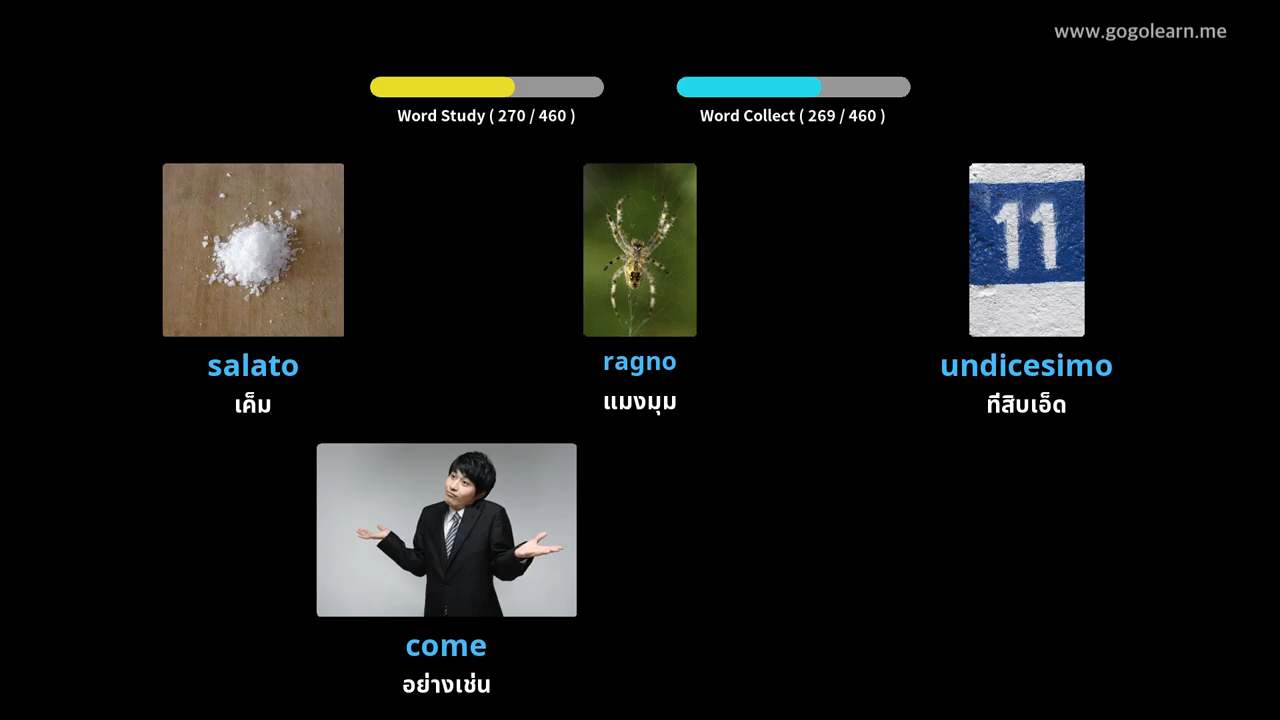 www.gogolearn.me
Word Study ( 270 / 460 )
Word Collect ( 269 / 460 )
11
salato
เค็ม
ragno
แมงมุม
undicesimo
ที่สิบเอ็ด
come
อย่างเช่น